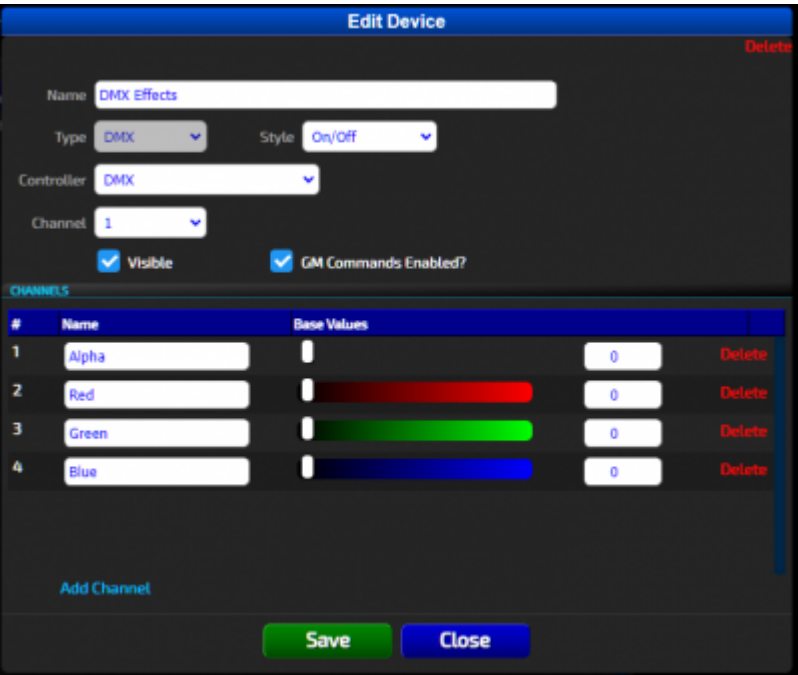 Edit Device
Delete
Name DMX Effects
Type DMX Style On/Off
Controller DMX
Channel 1
Visible GM Commands Enabled?
CHANNELS
# Name Base Values
1 Alpha 0 Delete
2 Red 0 Delete
3 Green 0 Delete
4 Blue 0 Delete
Add Channel
Save Close